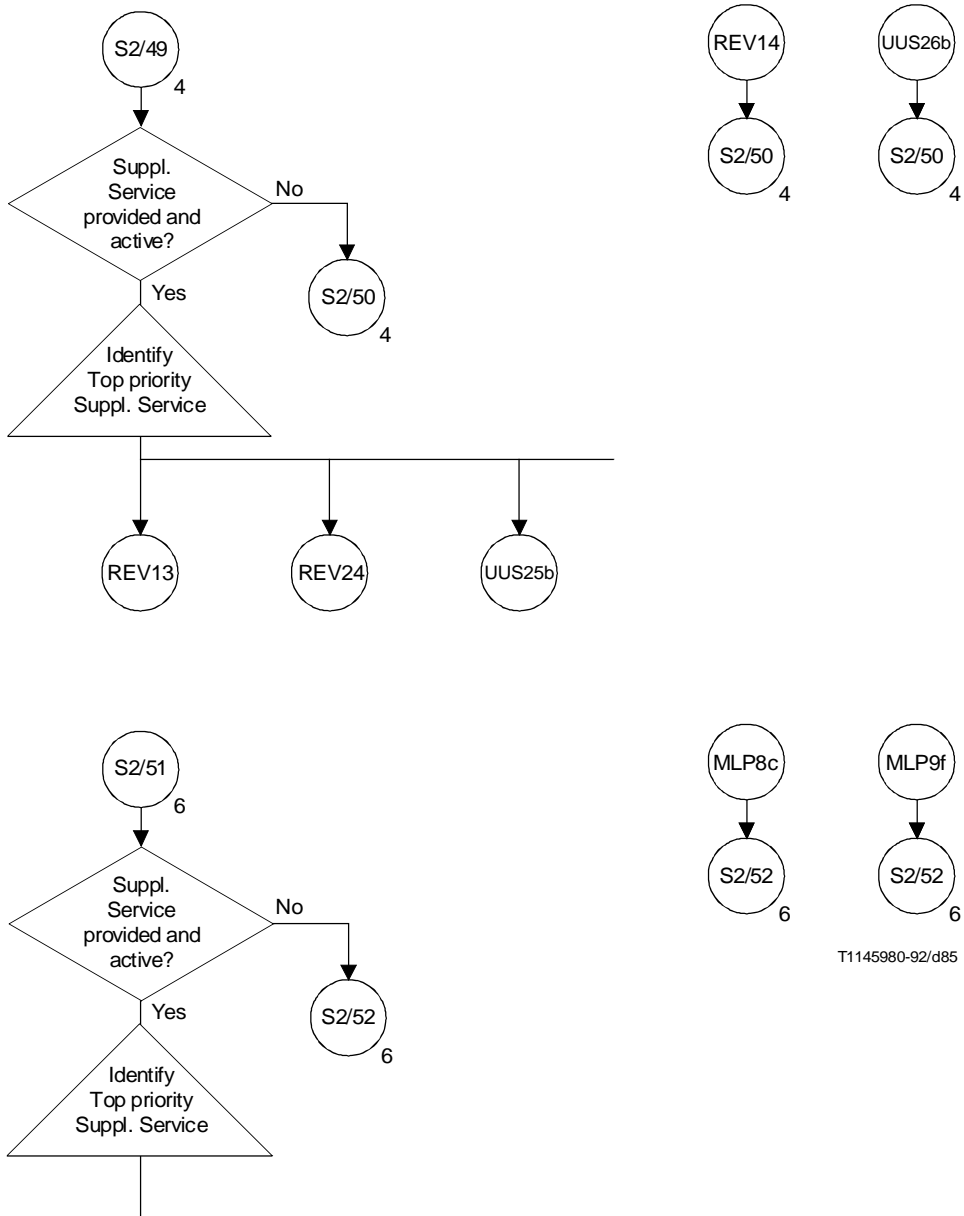 S2/49
4
Suppl.
Service
provided and
active?
No
S2/50
4
Yes
Identify
Top priority
Suppl. Service
REV13
REV24
UUS25b
REV14
S2/50
4
UUS26b
S2/50
4
S2/51
6
Suppl.
Service
provided and
active?
No
S2/52
6
Yes
Identify
Top priority
Suppl. Service
MLP8c
S2/52
6
MLP9f
S2/52
6
T1145980-92/d85